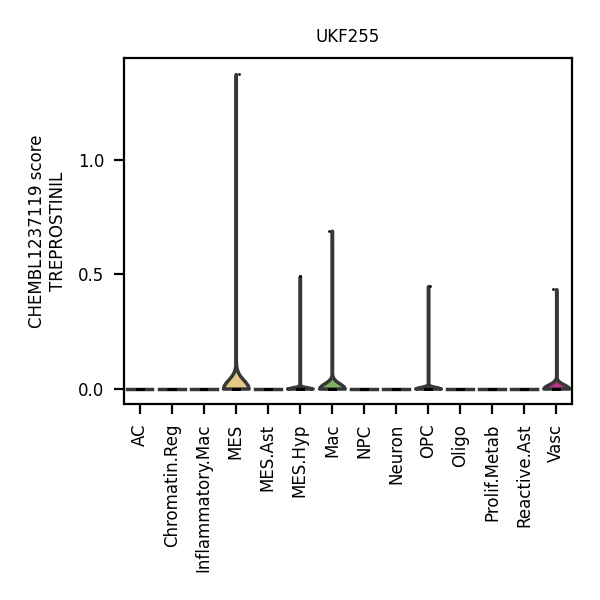 UKF255
CHEMBL1237119 score
TREPROSTINIL
1.0
0.5
0.0
AC
Chromatin.Reg
Inflammatory.Mac
MES
MES.Ast
MES.Hyp
Mac
NPC
Neuron
OPC
Oligo
Prolif.Metab
Reactive.Ast
Vasc